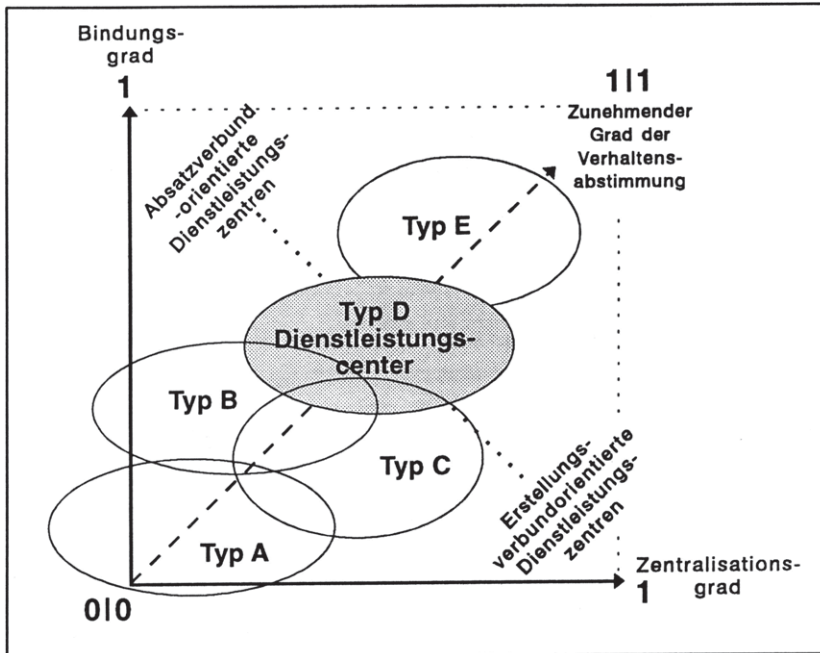 Bindungs-
grad
1
1|1
Zunehmender
Grad der
Verhaltens-
abstimmung
Absatzverbund
-orientierte
Dienstleistungs-
zentren
Typ E
Typ D
Dienstleistungs-
center
Typ B
Typ C
Typ A
Erstellungs-
verbundorientierte
Dienstleistungs-
zentren
Zentralisations-
grad
1
0|0